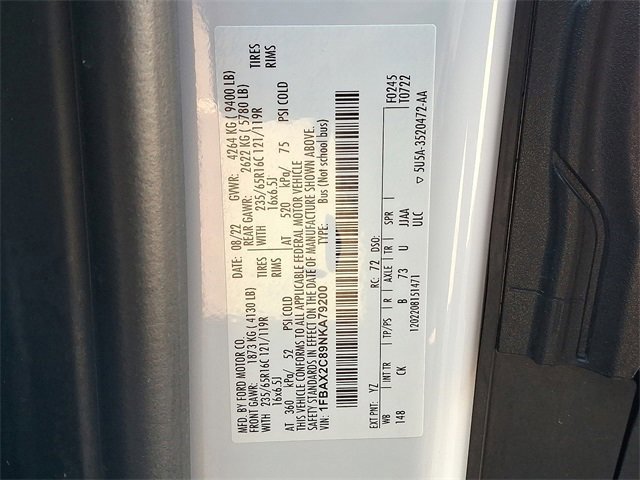 MFD. BY FORD MOTOR CO.
DATE: 08/22 GVWR: 4264 KG ( 9400 LB)
FRONT GAWR: 1873 KG ( 4130 LB) REAR GAWR: 2622 KG ( 5780 LB)
WITH 235/65R16C 121/119R TIRES WITH 235/65R16C 121/119R TIRES
16x6.5J RIMS 16x6.5J RIMS
AT 360 kPa/ 52 PSI COLD AT 520 kPa/ 75 PSI COLD
THIS VEHICLE CONFORMS TO ALL APPLICABLE FEDERAL MOTOR VEHICLE
SAFETY STANDARDS IN EFFECT ON THE DATE OF MANUFACTURE SHOWN ABOVE.
VIN: 1FBAX2C89NKA79200 TYPE: Bus (Not school bus)
F0245
T0722
EXT PNT: YZ RC: 72 DSO:
WB INT TR TP/PS R AXLE TR SPR
148 CK B 73 U JJAA
1202208151471 ULC
▽ 5U5A-3520472-AA